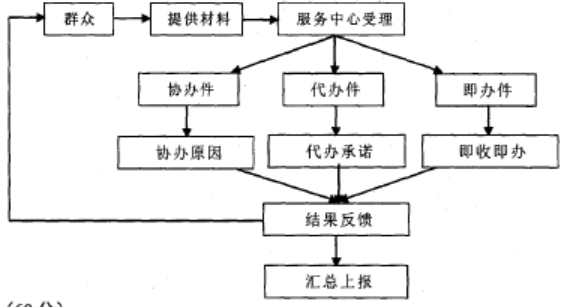 群众 提供材料 服务中心受理
协办件 代办件 即办件
协办原因 代办承诺 即收即办
结果反馈
汇总上报